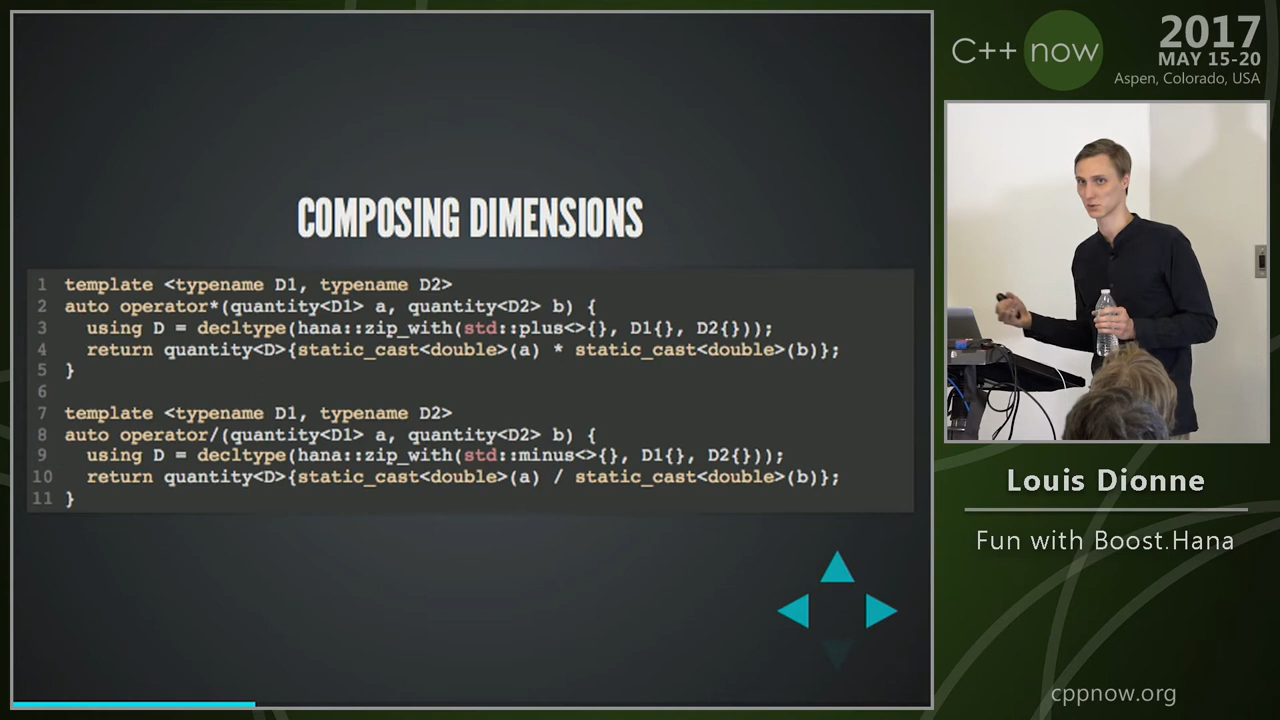 COMPOSING DIMENSIONS
1 template <typename D1, typename D2>
2 auto operator*(quantity<D1> a, quantity<D2> b) {
3   using D = decltype(hana::zip_with(std::plus<>{}, D1{}, D2{}));
4   return quantity<D>{static_cast<double>(a) * static_cast<double>(b)};
5 }
6
7 template <typename D1, typename D2>
8 auto operator/(quantity<D1> a, quantity<D2> b) {
9   using D = decltype(hana::zip_with(std::minus<>{}, D1{}, D2{}));
10   return quantity<D>{static_cast<double>(a) / static_cast<double>(b)};
11 }
C++ now
2017
MAY 15-20
Aspen, Colorado, USA
Louis Dionne
Fun with Boost.Hana
cppnow.org